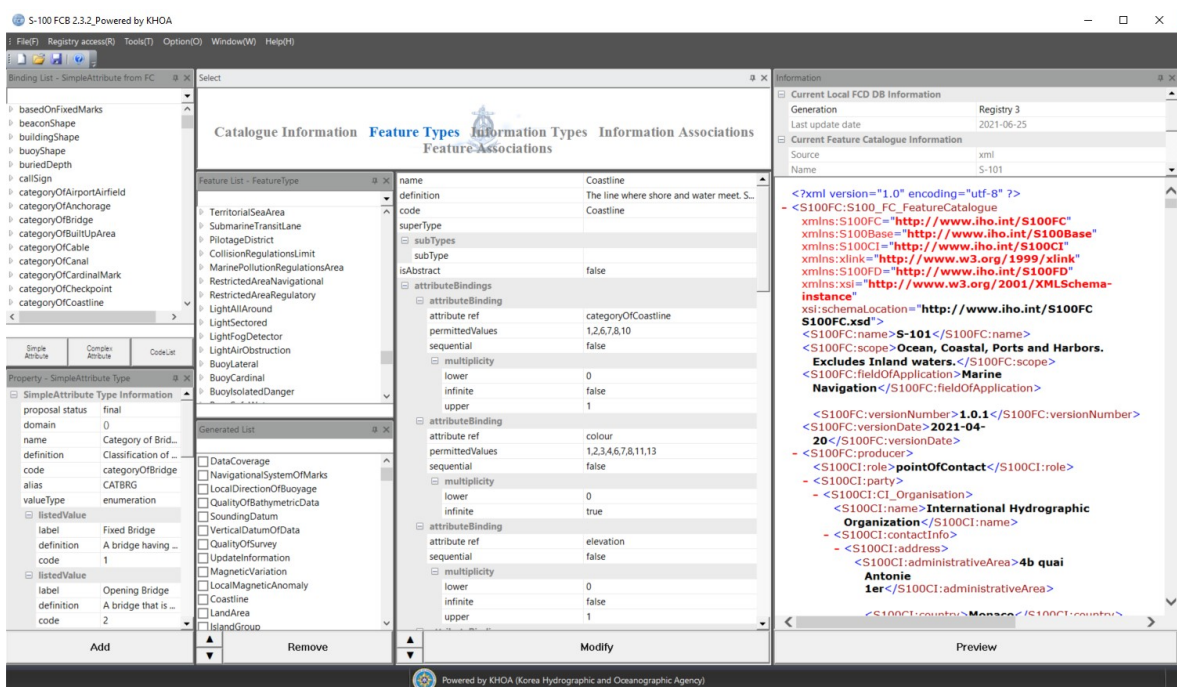 S-100 FCB 2.3.2_Powered by KHOA
File(F) Registry access(R) Tools(T) Option(O) Window(W) Help(H)
Binding List - SimpleAttribute from FC
basedOnFixedMarks
beaconShape
buildingShape
buoyShape
buriedDepth
callSign
categoryOfAirportAirfield
categoryOfAnchorage
categoryOfBridge
categoryOfBuiltUpArea
categoryOfCable
categoryOfCanal
categoryOfCardinalMark
categoryOfCheckpoint
categoryOfCoastline
Simple Attribute
Complex Attribute
CodeList
Property - SimpleAttribute Type
SimpleAttribute Type Information
proposal status final
domain ()
name Category of Brid...
definition Classification of ...
code categoryOfBridge
alias CATBRG
valueType enumeration
listedValue
label Fixed Bridge
definition A bridge having ...
code 1
listedValue
label Opening Bridge
definition A bridge that is ...
code 2
Add
Select
Catalogue Information Feature Types Information Types Information Associations
Feature Associations
Feature List - FeatureType
TerritorialSeaArea
SubmarineTransitLane
PilotageDistrict
CollisionRegulationsLimit
MarinePollutionRegulationsArea
RestrictedAreaNavigational
RestrictedAreaRegulatory
LightAllAround
LightSectored
LightFogDetector
LightAirObstruction
BuoyLateral
BuoyCardinal
BuoyIsolatedDanger
Generated List
DataCoverage
NavigationalSystemOfMarks
LocalDirectionOfBuoyage
QualityOfBathymetricData
SoundingDatum
VerticalDatumOfData
QualityOfSurvey
UpdateInformation
MagneticVariation
LocalMagneticAnomaly
Coastline
LandArea
IslandGroup
Remove
name Coastline
definition The line where shore and water meet. S...
code Coastline
superType
subTypes
subType
isAbstract false
attributeBindings
attributeBinding
attribute ref categoryOfCoastline
permittedValues 1,2,6,7,8,10
sequential false
multiplicity
lower 0
infinite false
upper 1
attributeBinding
attribute ref colour
permittedValues 1,2,3,4,6,7,8,11,13
sequential false
multiplicity
lower 0
infinite true
attributeBinding
attribute ref elevation
sequential false
multiplicity
lower 0
infinite false
upper 1
Modify
Information
Current Local FCD DB Information
Generation Registry 3
Last update date 2021-06-25
Current Feature Catalogue Information
Source xml
Name S-101
<?xml version="1.0" encoding="utf-8" ?>
- <S100FC:S100_FC_FeatureCatalogue
xmlns:S100FC="http://www.iho.int/S100FC"
xmlns:S100Base="http://www.iho.int/S100Base"
xmlns:S100CI="http://www.iho.int/S100CI"
xmlns:xlink="http://www.w3.org/1999/xlink"
xmlns:S100FD="http://www.iho.int/S100FD"
xmlns:xsi="http://www.w3.org/2001/XMLSchema-
instance"
xsi:schemaLocation="http://www.iho.int/S100FC
S100FC.xsd">
<S100FC:name>S-101</S100FC:name>
<S100FC:scope>Ocean, Coastal, Ports and Harbors.
Excludes Inland waters.</S100FC:scope>
<S100FC:fieldOfApplication>Marine
Navigation</S100FC:fieldOfApplication>
<S100FC:versionNumber>1.0.1</S100FC:versionNumber>
<S100FC:versionDate>2021-04-
20</S100FC:versionDate>
- <S100FC:producer>
<S100CI:role>pointOfContact</S100CI:role>
- <S100CI:party>
- <S100CI:CI_Organisation>
<S100CI:name>International Hydrographic
Organization</S100CI:name>
- <S100CI:contactInfo>
- <S100CI:address>
<S100CI:administrativeArea>4b quai
Antonie
1er</S100CI:administrativeArea>
<S100CI:country>Monaco</S100CI:country>
Preview
Powered by KHOA (Korea Hydrographic and Oceanographic Agency)